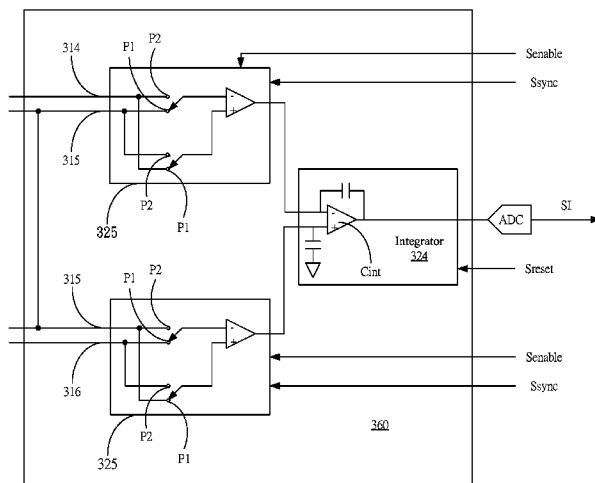 P2
P1
314
Senable
Ssync
-
+
315
P2
325
P1
-
+
Integrator
324
Cint
ADC
SI
Sreset
315
P2
P1
-
+
316
Senable
Ssync
P2
P1
325
360